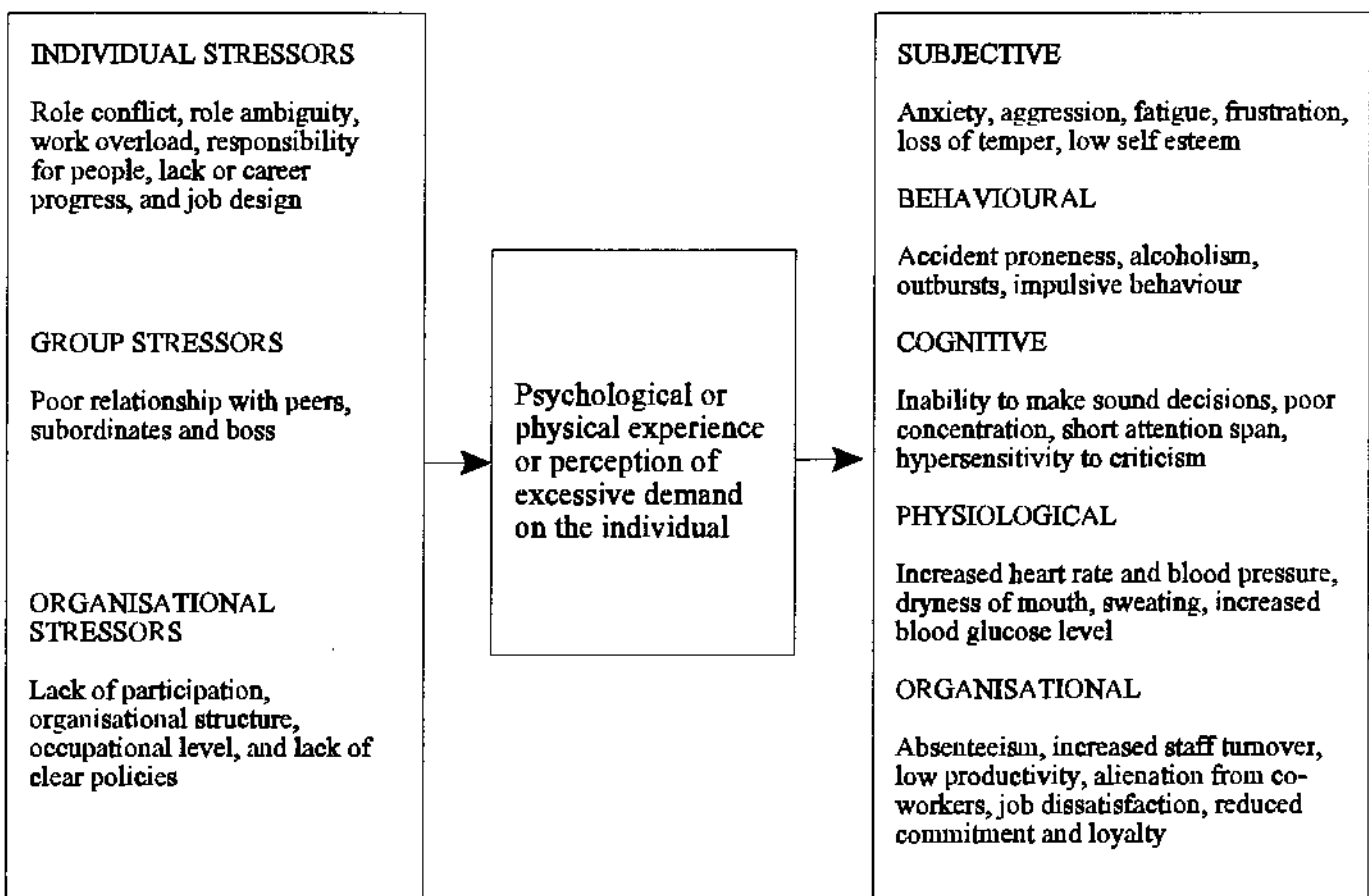 INDIVIDUAL STRESSORS
Role conflict, role ambiguity,
work overload, responsibility
for people, lack or career
progress, and job design
GROUP STRESSORS
Poor relationship with peers,
subordinates and boss
ORGANISATIONAL
STRESSORS
Lack of participation,
organisational structure,
occupational level, and lack of
clear policies
Psychological or
physical experience
or perception of
excessive demand
on the individual
SUBJECTIVE
Anxiety, aggression, fatigue, frustration,
loss of temper, low self esteem
BEHAVIOURAL
Accident proneness, alcoholism,
outbursts, impulsive behaviour
COGNITIVE
Inability to make sound decisions, poor
concentration, short attention span,
hypersensitivity to criticism
PHYSIOLOGICAL
Increased heart rate and blood pressure,
dryness of mouth, sweating, increased
blood glucose level
ORGANISATIONAL
Absenteeism, increased staff turnover,
low productivity, alienation from co-
workers, job dissatisfaction, reduced
commitment and loyalty